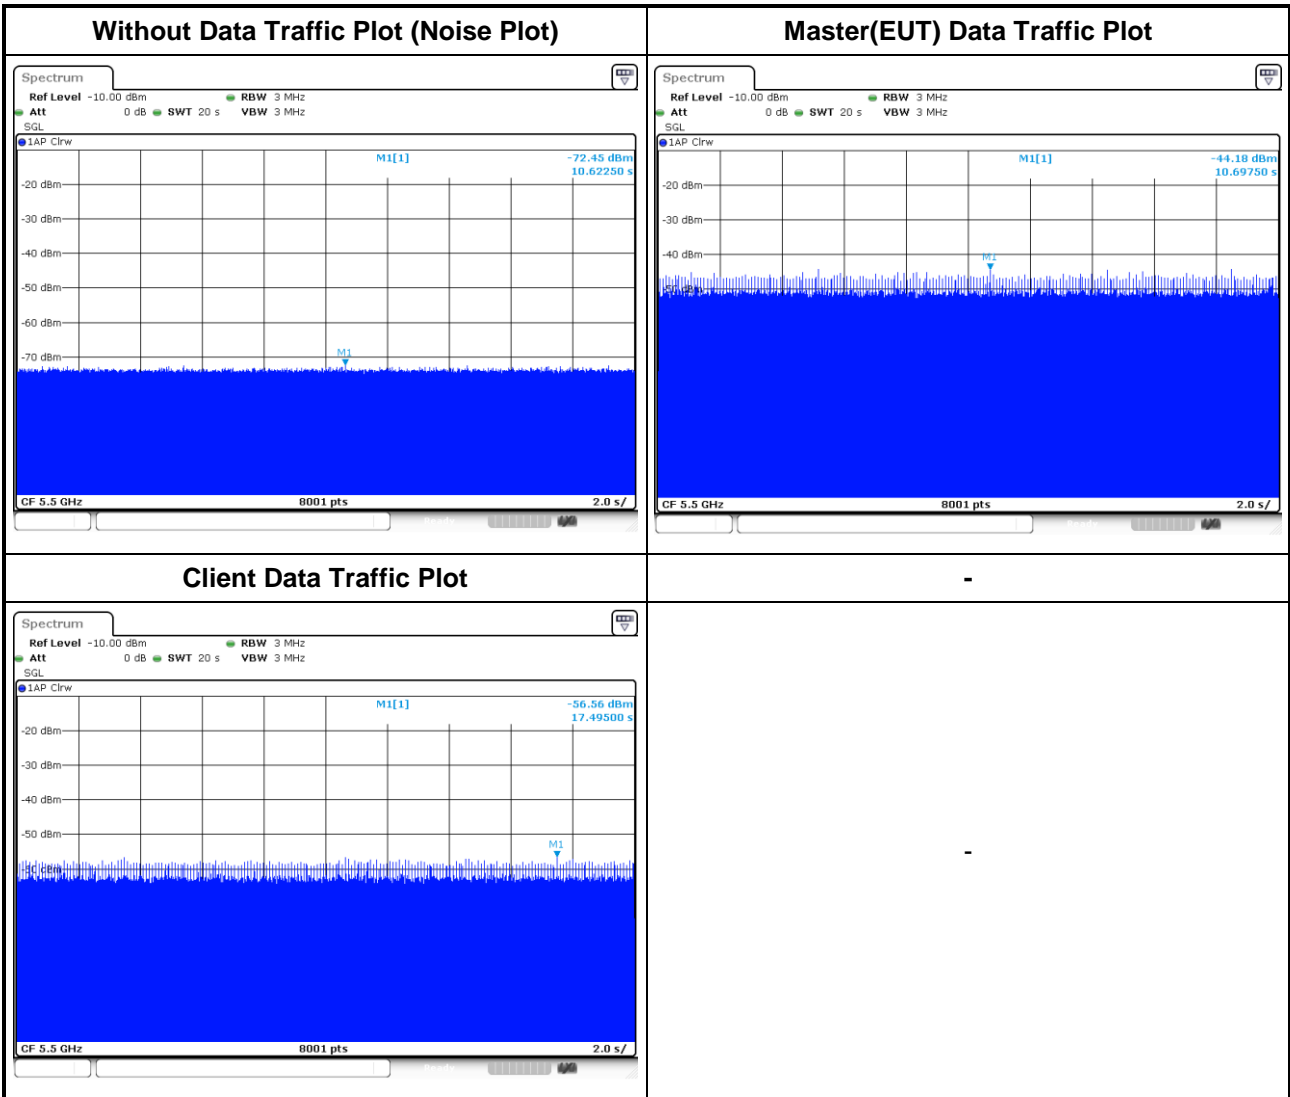 Without Data Traffic Plot (Noise Plot)
Master(EUT) Data Traffic Plot
Spectrum
Ref Level -10.00 dBm RBW 3 MHz
Att 0 dB SWT 20 s VBW 3 MHz
SGL
1AP Clrw
M1[1] -72.45 dBm
10.62250 s
-20 dBm
-30 dBm
-40 dBm
-50 dBm
-60 dBm
M1
-70 dBm
CF 5.5 GHz 8001 pts 2.0 s/
Ready
Spectrum
Ref Level -10.00 dBm RBW 3 MHz
Att 0 dB SWT 20 s VBW 3 MHz
SGL
1AP Clrw
M1[1] -44.18 dBm
10.69750 s
-20 dBm
-30 dBm
-40 dBm
M1
-50 dBm
CF 5.5 GHz 8001 pts 2.0 s/
Ready
Client Data Traffic Plot
-
Spectrum
Ref Level -10.00 dBm RBW 3 MHz
Att 0 dB SWT 20 s VBW 3 MHz
SGL
1AP Clrw
M1[1] -56.56 dBm
17.49500 s
-20 dBm
-30 dBm
-40 dBm
-50 dBm
M1
-60 dBm
CF 5.5 GHz 8001 pts 2.0 s/
Ready
-